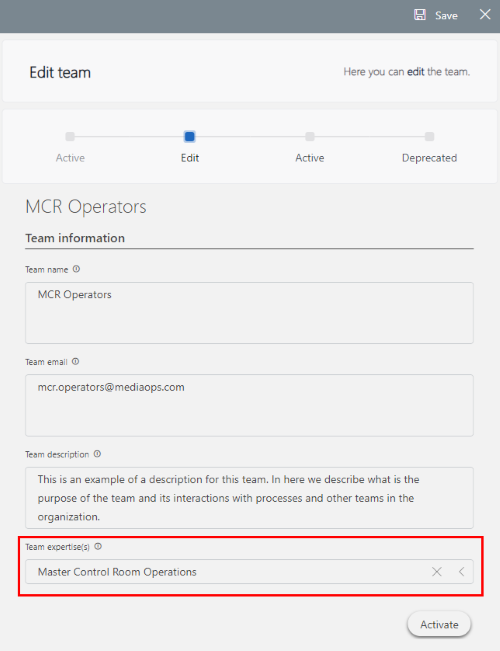 Save
Edit team
Here you can edit the team.
Active
Edit
Active
Deprecated
MCR Operators
Team information
Team name
MCR Operators
Team email
mcr.operators@mediaops.com
Team description
This is an example of a description for this team. In here we describe what is the
purpose of the team and its interactions with processes and other teams in the
organization.
Team expertise(s)
Master Control Room Operations
Activate